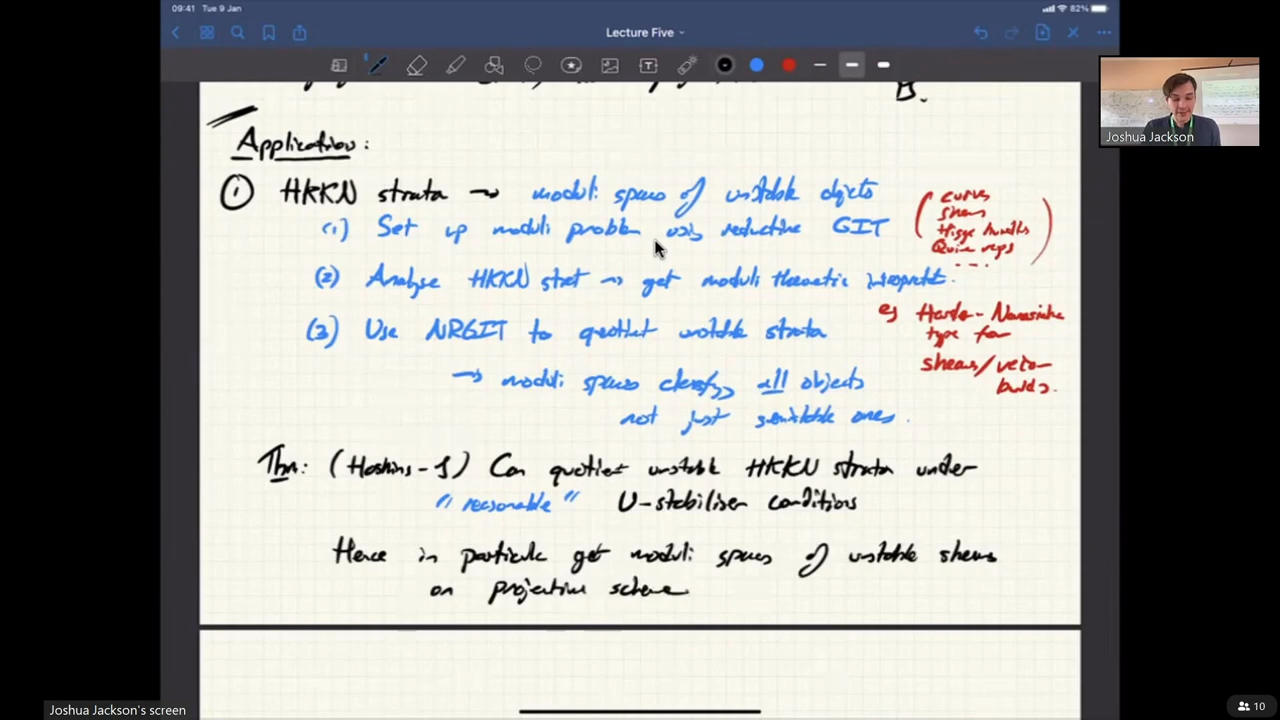 09:41 Tue 9 Jan
82%
Lecture Five
Joshua Jackson
Applications:
① HKKN strata ⇝ moduli spaces of unstable objects
(1) Set up moduli problem using reductive GIT
( curves
sheaves
Higgs bundles
Quiver reps
... )
(2) Analyse HKKN strat ⇝ get moduli theoretic interpretat.
eg Harder-Narasimhan
type for
sheaves/vector
bundles.
(3) Use NRGIT to quotient unstable strata
→ moduli spaces classifying all objects
not just semistable ones.
Thm: (Hoskins-J) Can quotient unstable HKKN strata under
"reasonable" U-stabiliser conditions
Hence in particular get moduli spaces of unstable sheaves
on projective scheme
Joshua Jackson's screen
10